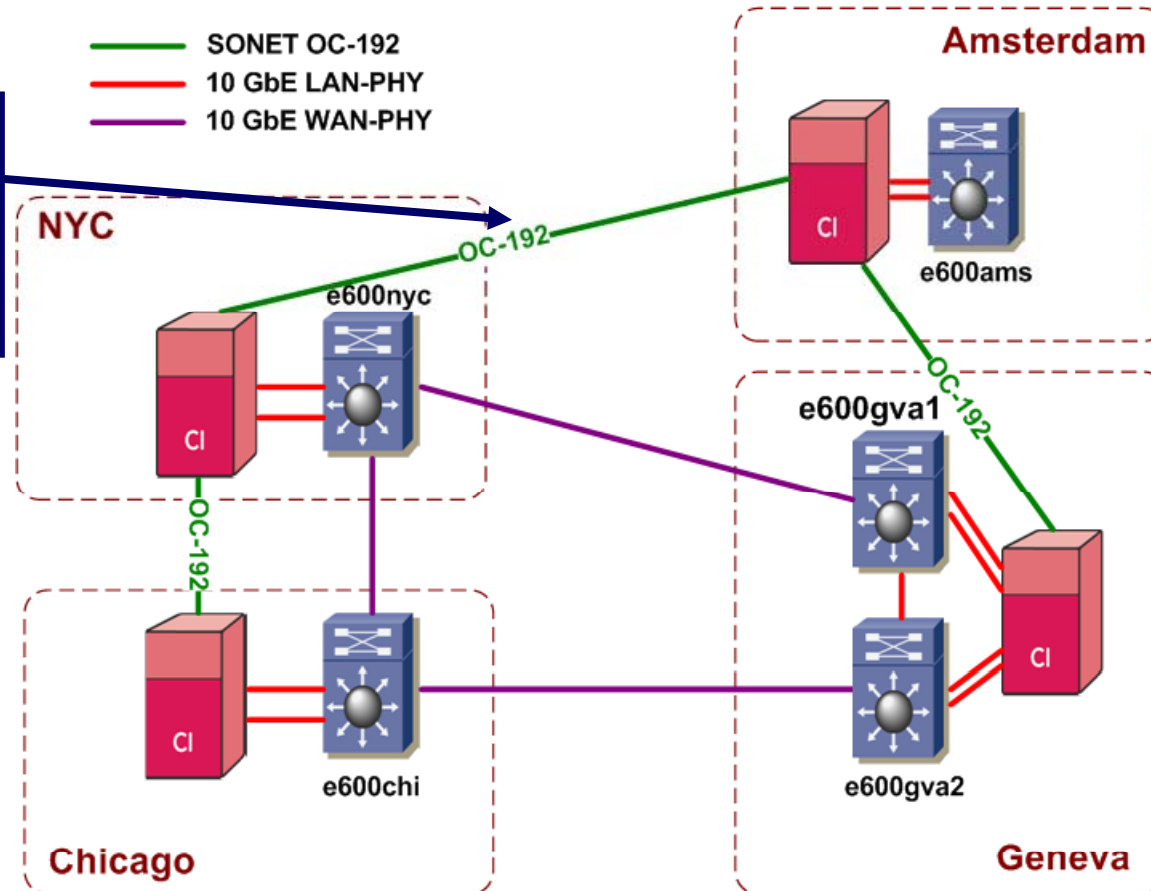 SONET OC-192
10 GbE LAN-PHY
10 GbE WAN-PHY
Amsterdam
CI
e600ams
NYC
OC-192
e600nyc
CI
OC-192
e600gva1
OC-192
CI
CI
e600chi
e600gva2
Chicago
Geneva